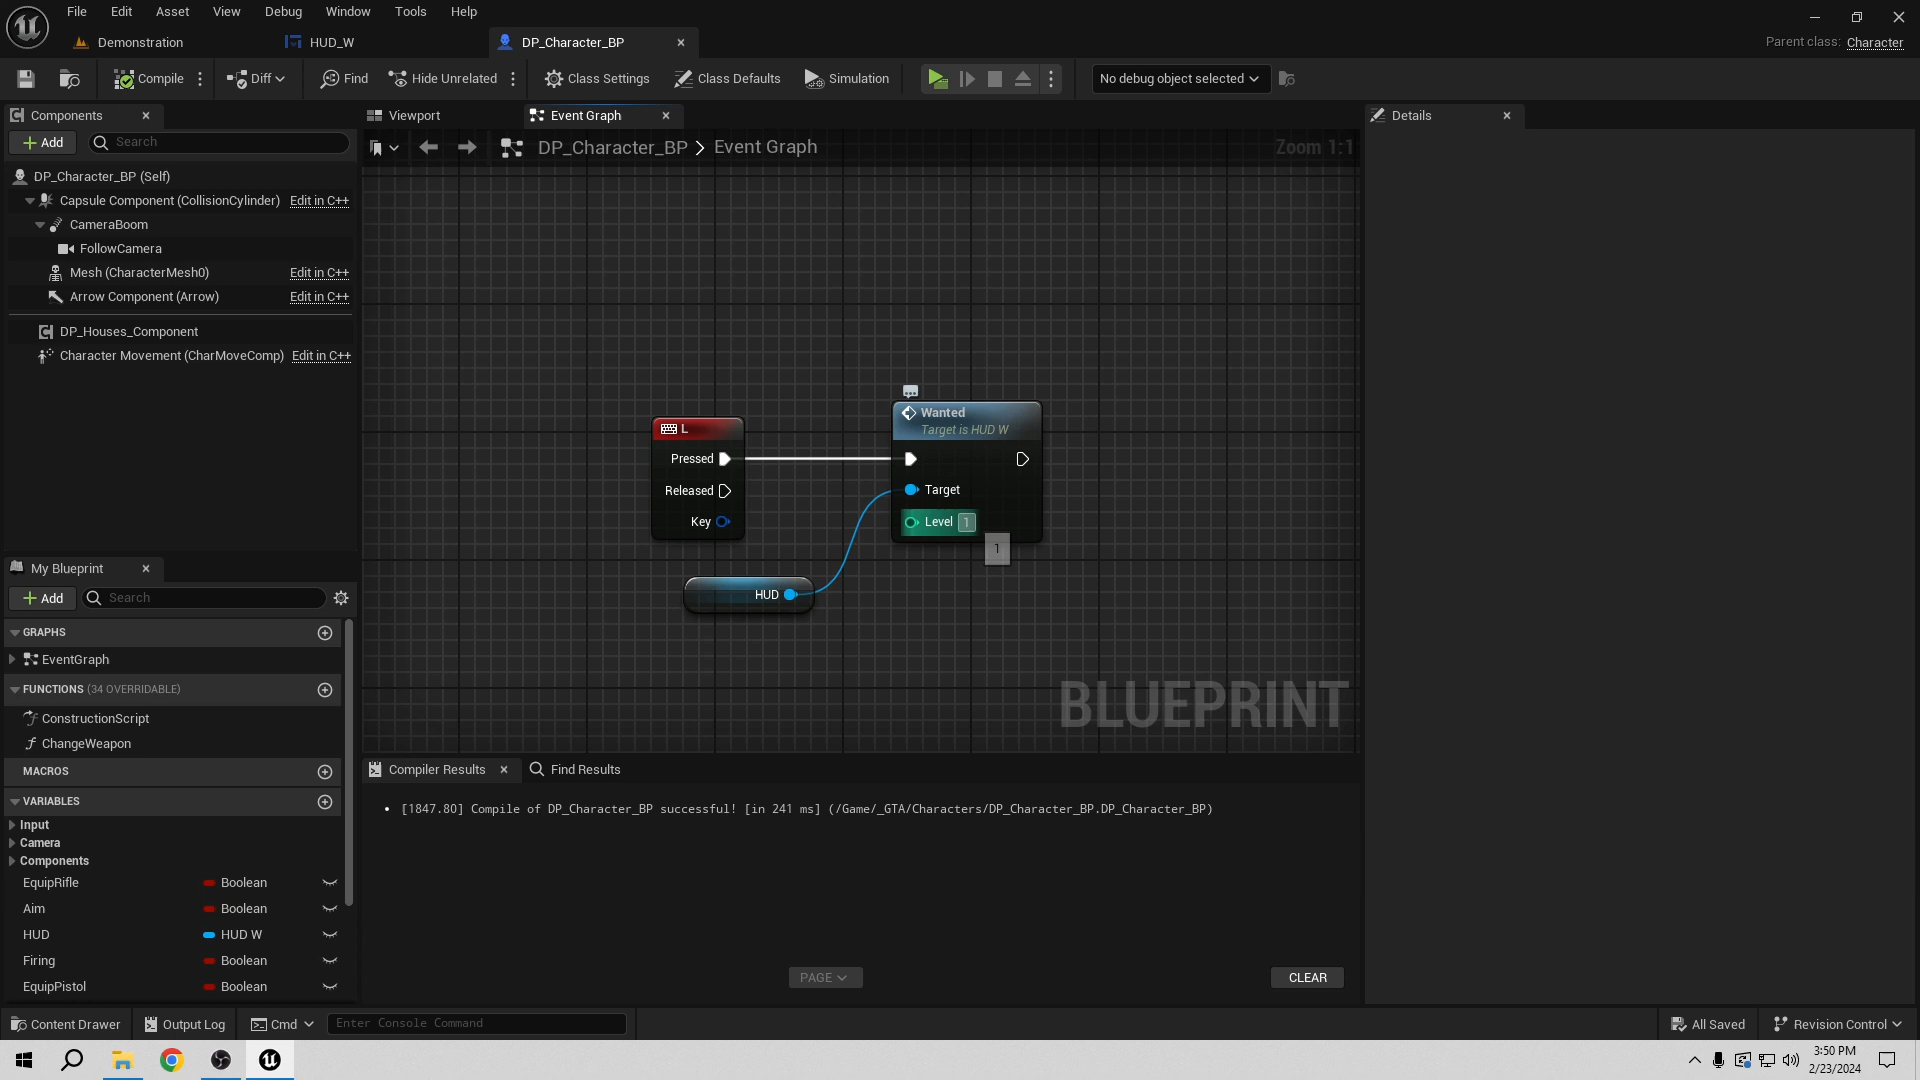 File Edit Asset View Debug Window Tools Help
Demonstration HUD_W DP_Character_BP
Parent class: Character
Compile Diff Find Hide Unrelated Class Settings Class Defaults Simulation No debug object selected
Components
Add Search
DP_Character_BP (Self)
Capsule Component (CollisionCylinder) Edit in C++
CameraBoom
FollowCamera
Mesh (CharacterMesh0) Edit in C++
Arrow Component (Arrow) Edit in C++
DP_Houses_Component
Character Movement (CharMoveComp) Edit in C++
My Blueprint
Add Search
GRAPHS
EventGraph
FUNCTIONS (34 OVERRIDABLE)
ConstructionScript
ChangeWeapon
MACROS
VARIABLES
Input
Camera
Components
EquipRifle Boolean
Aim Boolean
HUD HUD W
Firing Boolean
EquipPistol Boolean
Viewport Event Graph
DP_Character_BP > Event Graph Zoom 1:1
L
Pressed
Released
Key
HUD
Wanted
Target is HUD W
Target
Level 1
1
BLUEPRINT
Compiler Results Find Results
[1847.80] Compile of DP_Character_BP successful! [in 241 ms] (/Game/_GTA/Characters/DP_Character_BP.DP_Character_BP)
PAGE CLEAR
Details
Content Drawer Output Log Cmd Enter Console Command All Saved Revision Control
3:50 PM
2/23/2024